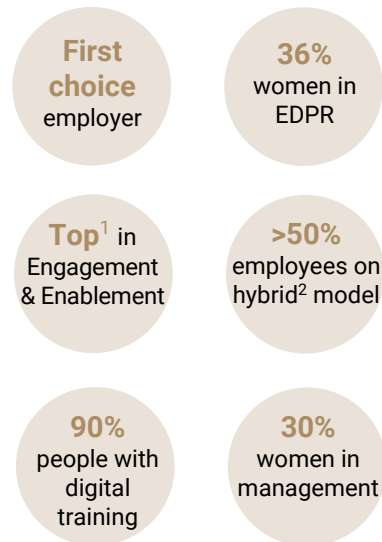 First
choice
employer
36%
women in
EDPR
Top1 in
Engagement
& Enablement
>50%
employees on
hybrid2 model
90%
people with
digital
training
30%
women in
management